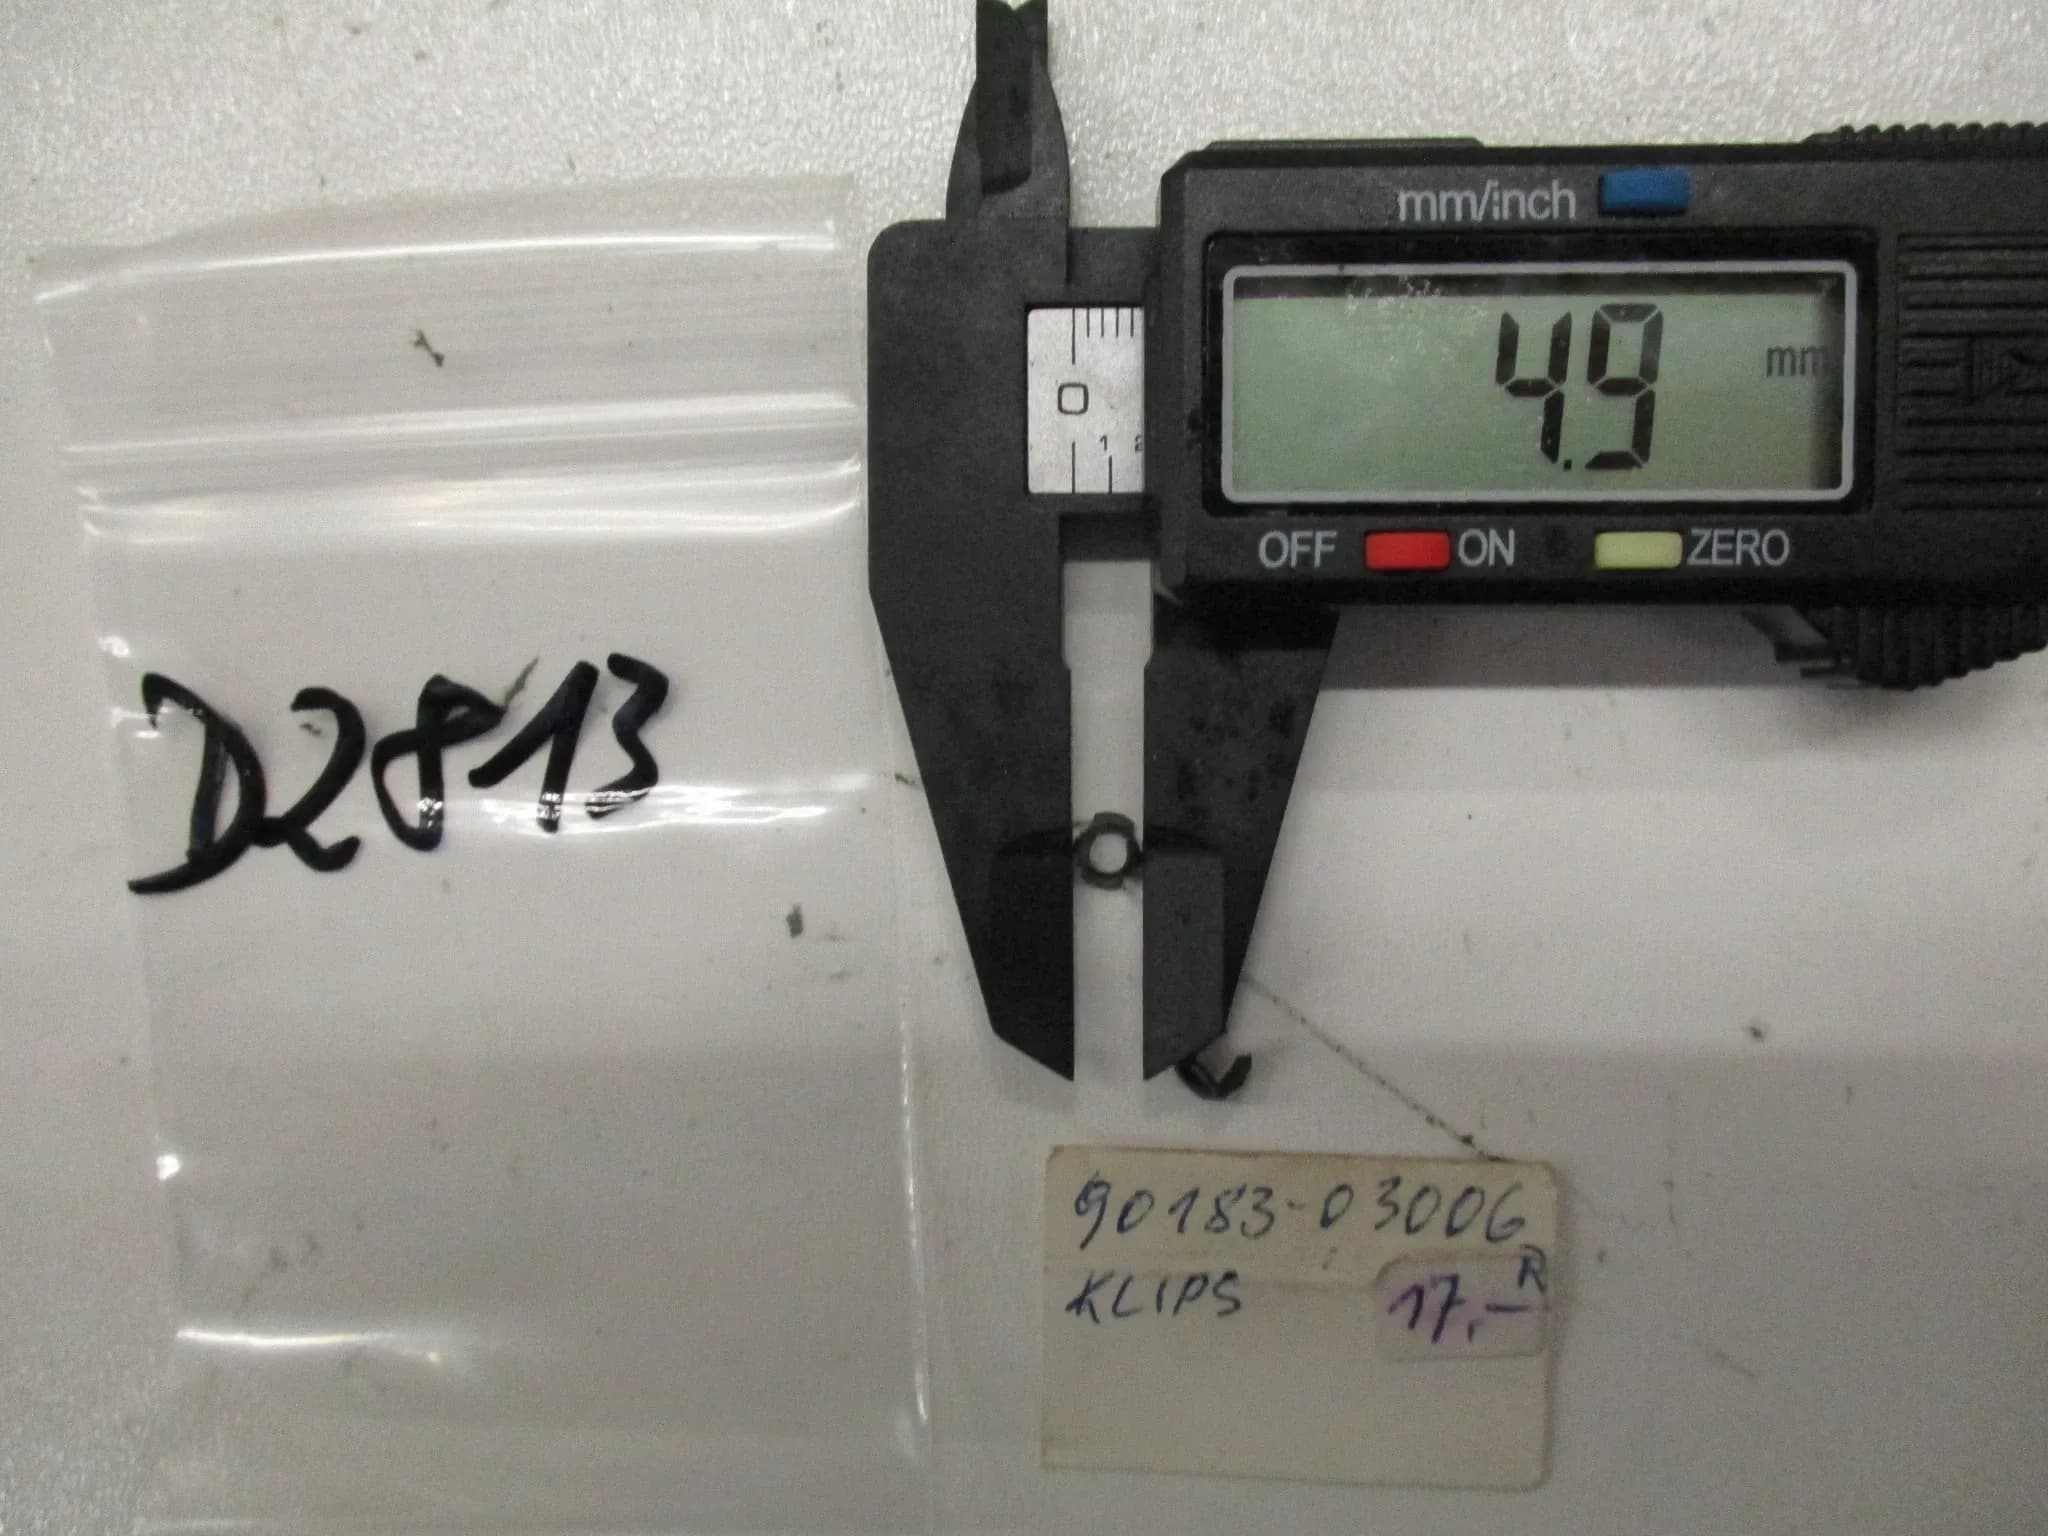 mm/inch
4.9 mm
0
1 2
OFF ON ZERO
D2813
90183-03006
KLIPS
17,- R